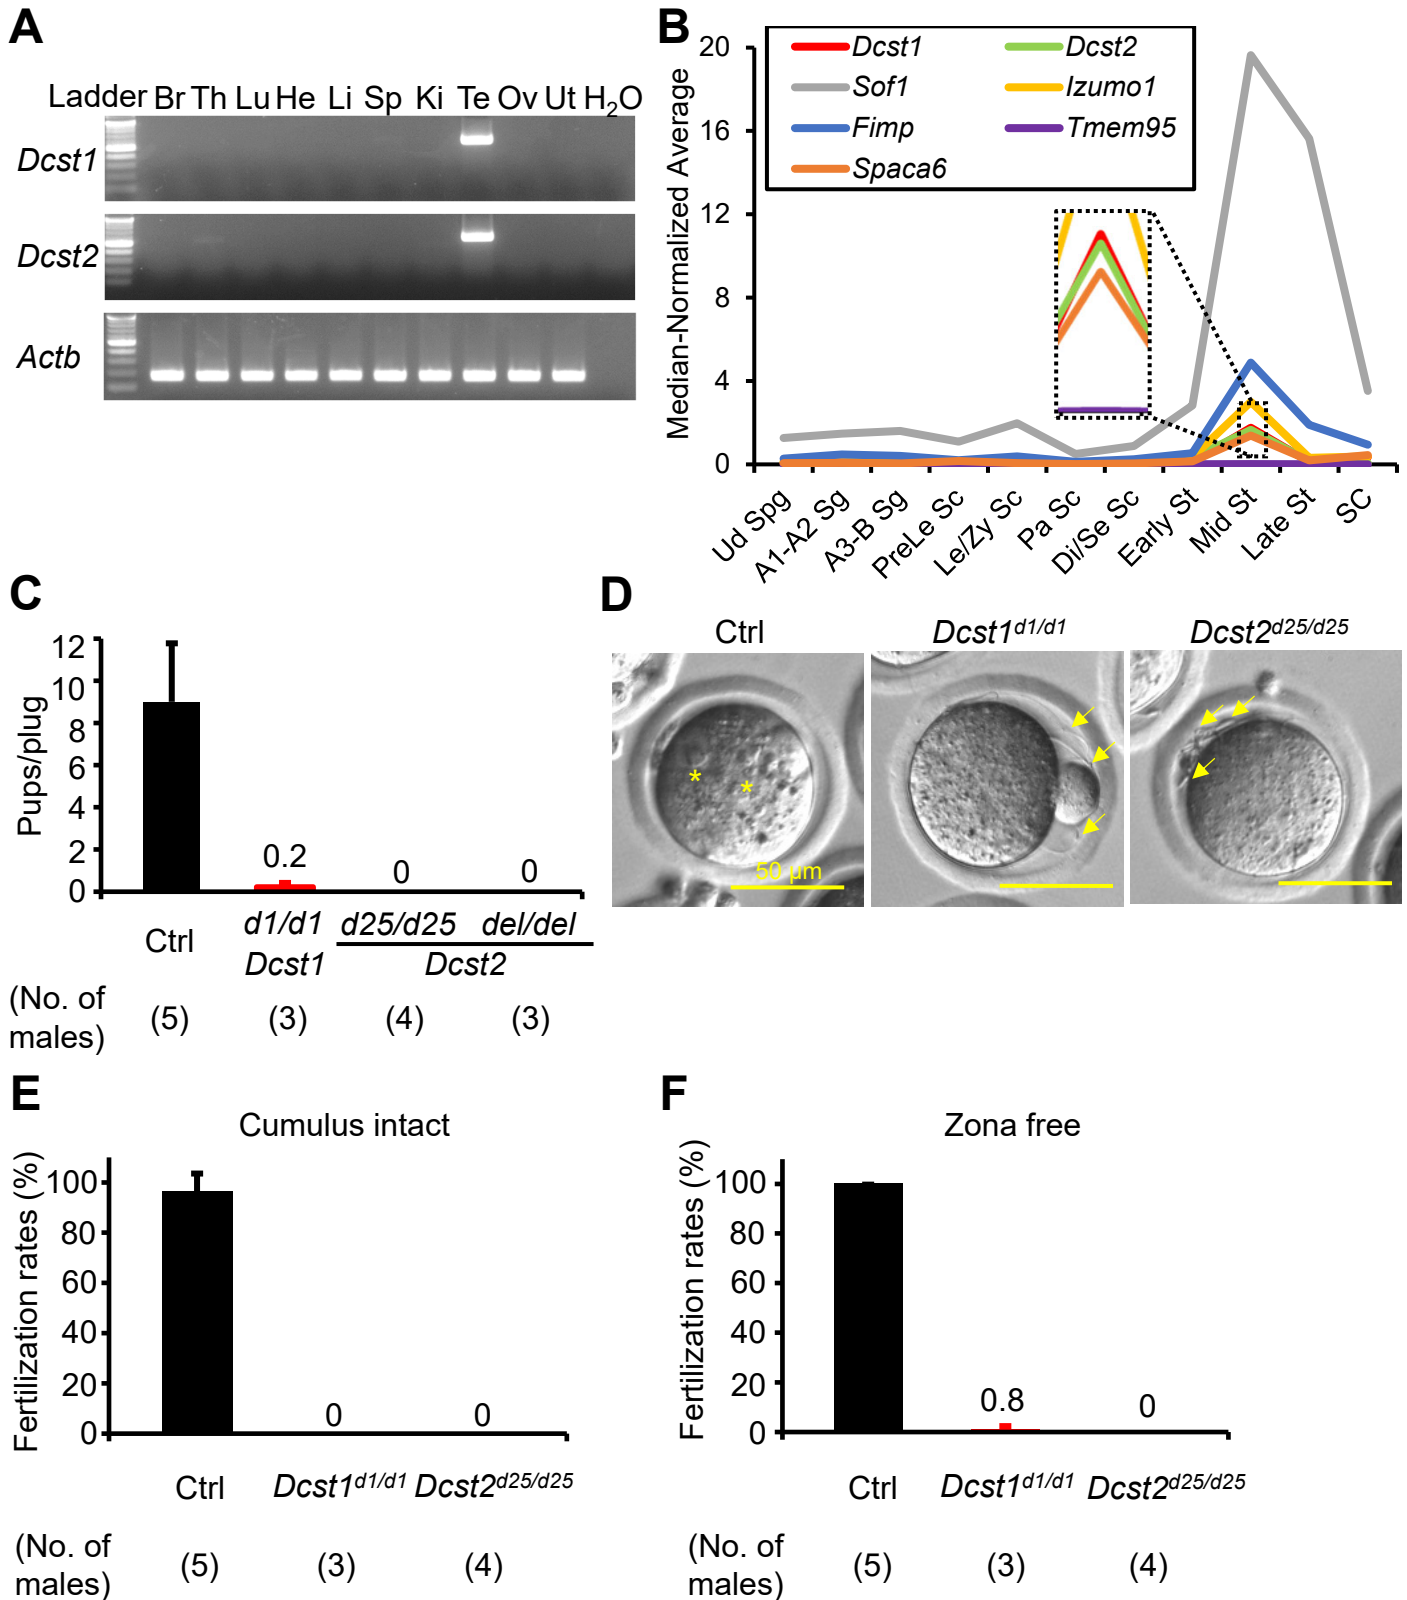 A
Ladder Br Th Lu He Li Sp Ki Te Ov Ut H2O
Dcst1
Dcst2
Actb
B
Median-Normalized Average
20
16
12
8
4
0
Dcst1 Dcst2
Sof1 Izumo1
Fimp Tmem95
Spaca6
Ud Spg
A1-A2 Sg
A3-B Sg
PreLe Sc
Le/Zy Sc
Pa Sc
Di/Se Sc
Early St
Mid St
Late St
SC
C
Pups/plug
12
10
8
6
4
2
0
0.2 0 0
Ctrl d1/d1 d25/d25 del/del
Dcst1 Dcst2
(No. of males) (5) (3) (4) (3)
D
Ctrl Dcst1d1/d1 Dcst2d25/d25
* *
50 µm
E
Cumulus intact
Fertilization rates (%)
100
80
60
40
20
0
0 0
Ctrl Dcst1d1/d1 Dcst2d25/d25
(No. of males) (5) (3) (4)
F
Zona free
Fertilization rates (%)
100
80
60
40
20
0
0.8 0
Ctrl Dcst1d1/d1 Dcst2d25/d25
(No. of males) (5) (3) (4)